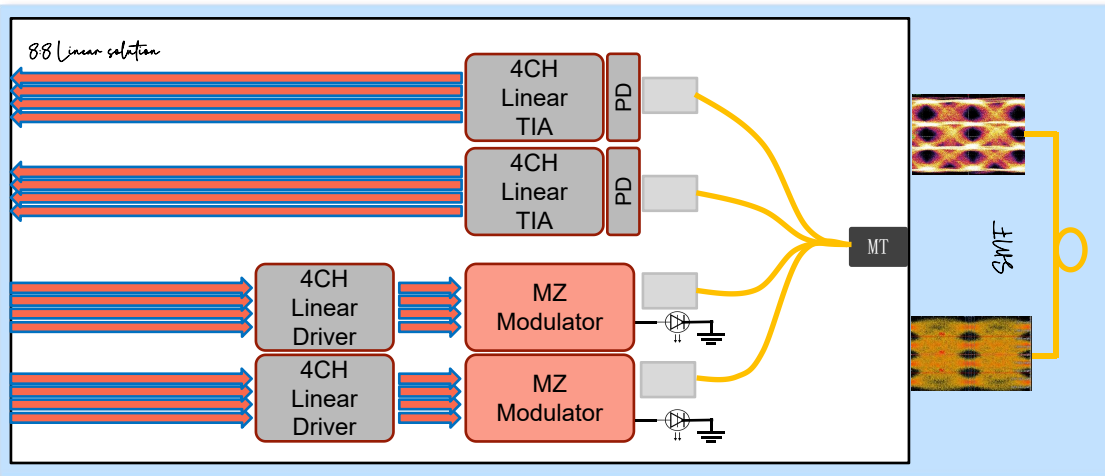 8:8 Linear solution
4CH
Linear
TIA
PD
4CH
Linear
TIA
PD
MT
SMF
4CH
Linear
Driver
MZ
Modulator
4CH
Linear
Driver
MZ
Modulator